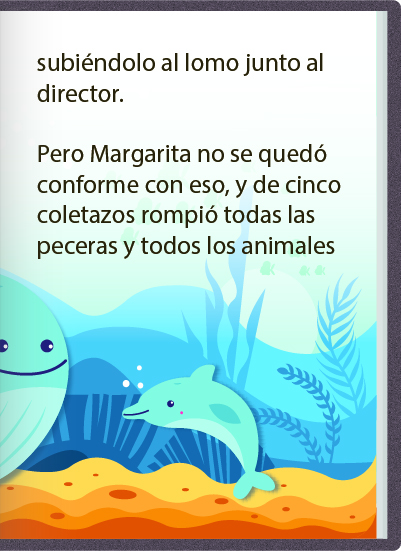 subiéndolo al lomo junto al
director.
Pero Margarita no se quedó
conforme con eso, y de cinco
coletazos rompió todas las
peceras y todos los animales